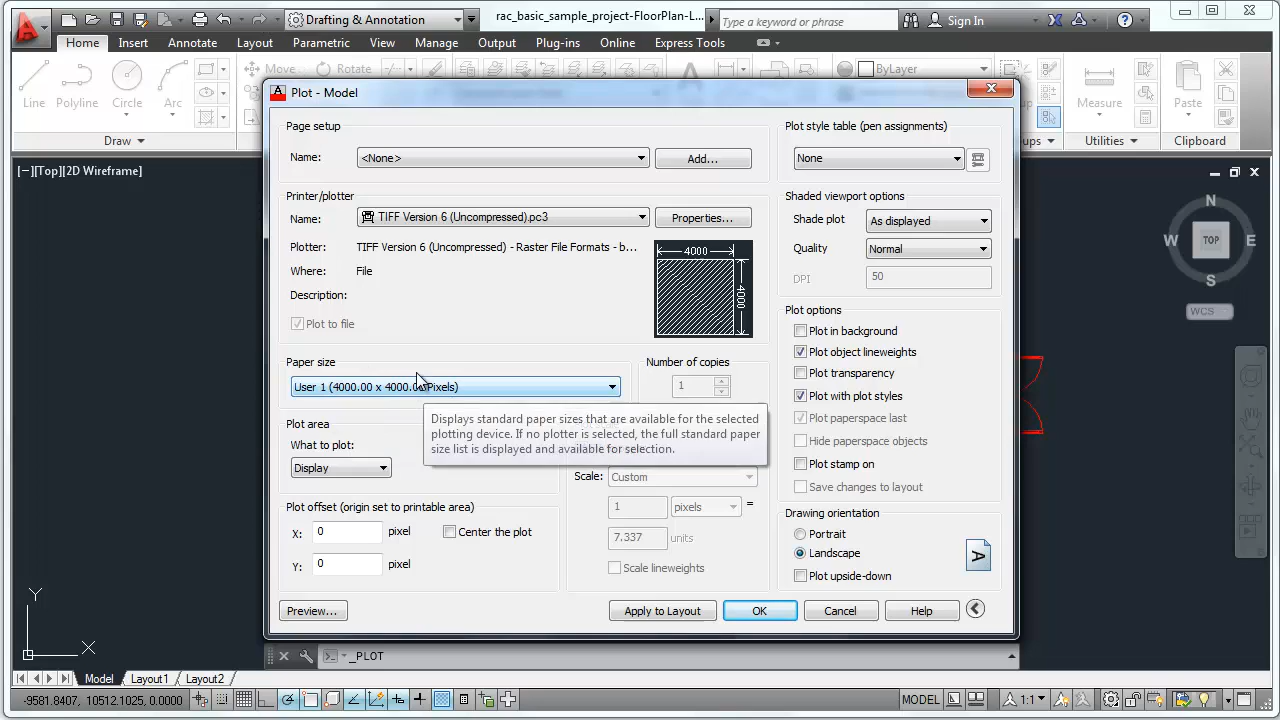 Drafting & Annotation
rac_basic_sample_project-FloorPlan-L...
Type a keyword or phrase
Sign In
Home
Insert
Annotate
Layout
Parametric
View
Manage
Output
Plug-ins
Online
Express Tools
Line
Polyline
Circle
Arc
Move
Rotate
ByLayer
Measure
Paste
Draw
Utilities
Clipboard
[−][Top][2D Wireframe]
N
W
TOP
E
S
WCS
Plot - Model
Page setup
Name:
<None>
Add...
Printer/plotter
Name:
TIFF Version 6 (Uncompressed).pc3
Properties...
Plotter:
TIFF Version 6 (Uncompressed) - Raster File Formats - b...
Where:
File
Description:
Plot to file
4000
4000
Paper size
User 1 (4000.00 x 4000.00 Pixels)
Number of copies
1
Displays standard paper sizes that are available for the selected
plotting device. If no plotter is selected, the full standard paper
size list is displayed and available for selection.
Plot area
What to plot:
Display
Scale:
Custom
1
pixels
=
7.337
units
Scale lineweights
Plot offset (origin set to printable area)
X:
0
pixel
Center the plot
Y:
0
pixel
Plot style table (pen assignments)
None
Shaded viewport options
Shade plot
As displayed
Quality
Normal
DPI
50
Plot options
Plot in background
Plot object lineweights
Plot transparency
Plot with plot styles
Plot paperspace last
Hide paperspace objects
Plot stamp on
Save changes to layout
Drawing orientation
Portrait
Landscape
Plot upside-down
A
Preview...
Apply to Layout
OK
Cancel
Help
Y
X
_PLOT
Model
Layout1
Layout2
-9581.8407, 10512.1025, 0.0000
MODEL
1:1